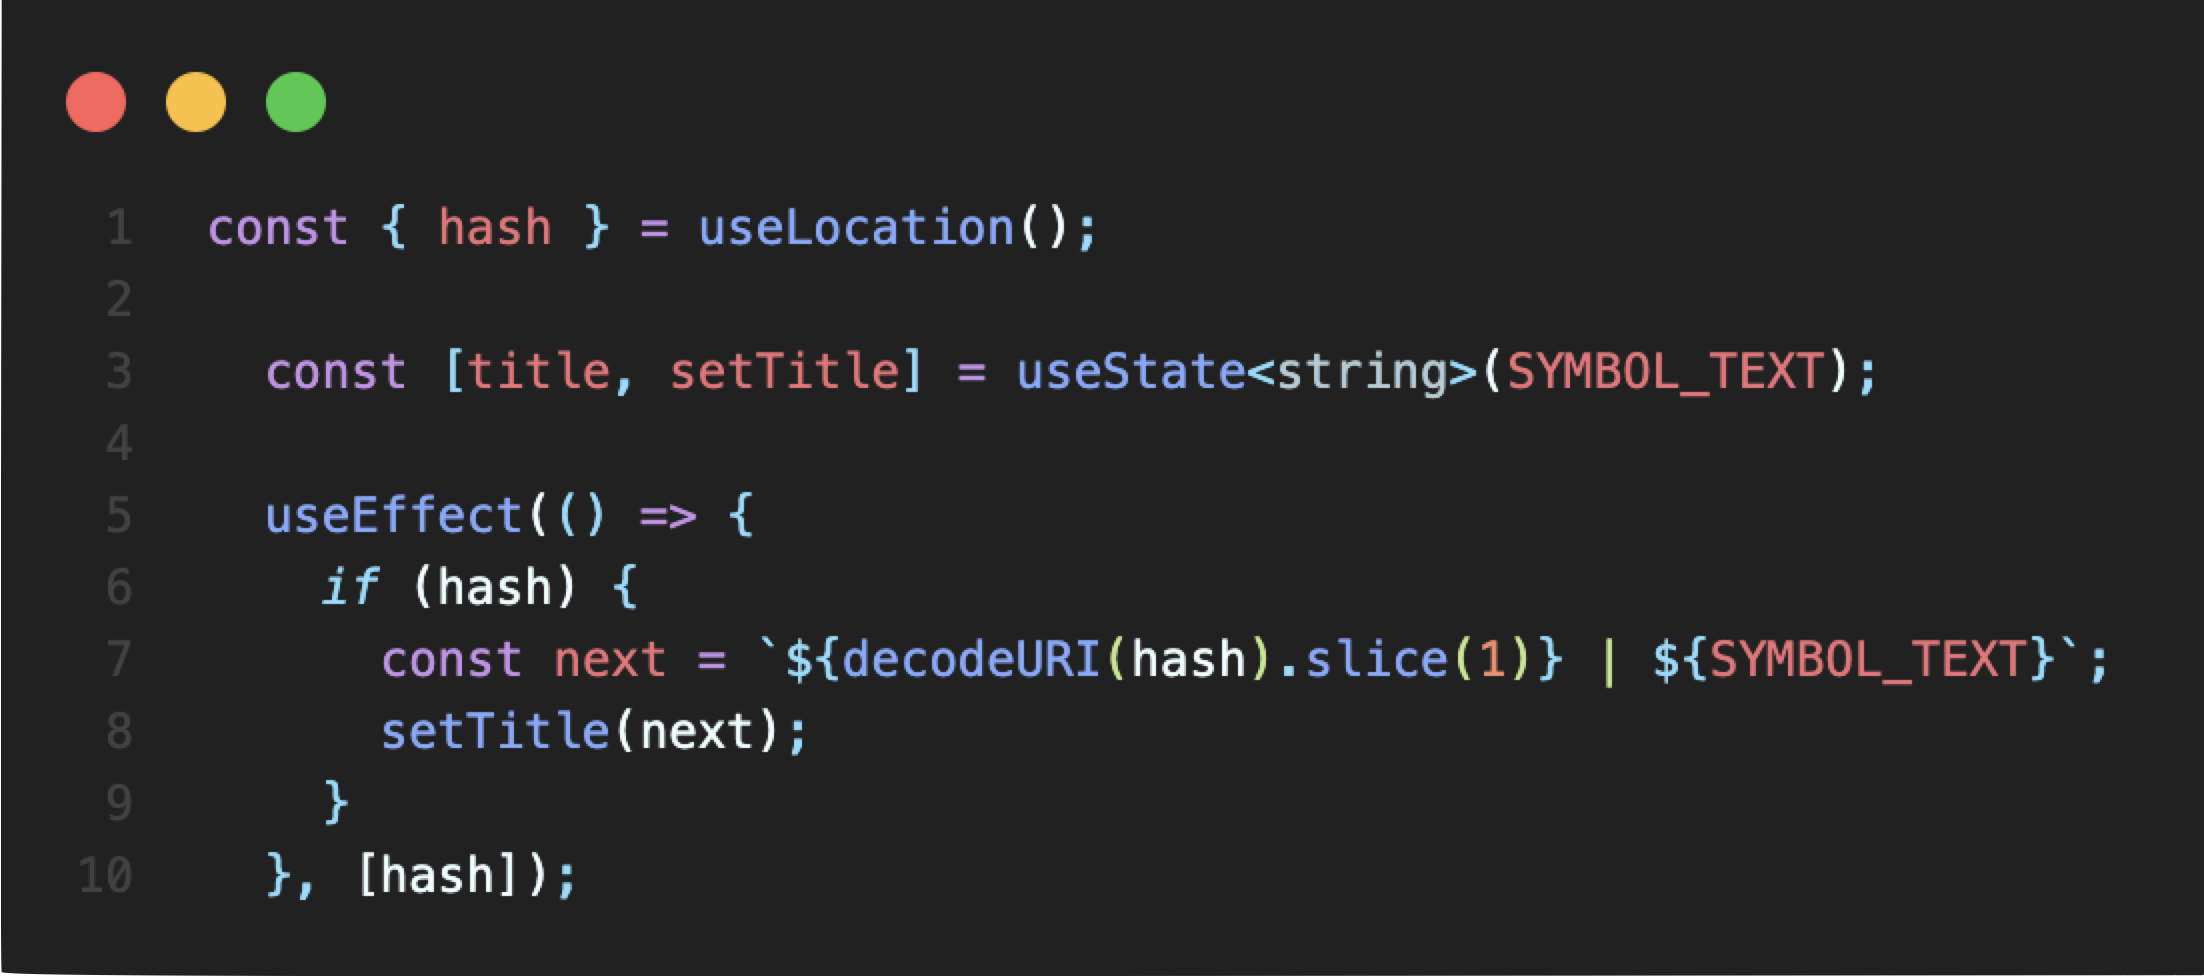 1 const { hash } = useLocation();
2
3 const [title, setTitle] = useState<string>(SYMBOL_TEXT);
4
5 useEffect(() => {
6 if (hash) {
7 const next = `${decodeURI(hash).slice(1)} | ${SYMBOL_TEXT}`;
8 setTitle(next);
9 }
10 }, [hash]);